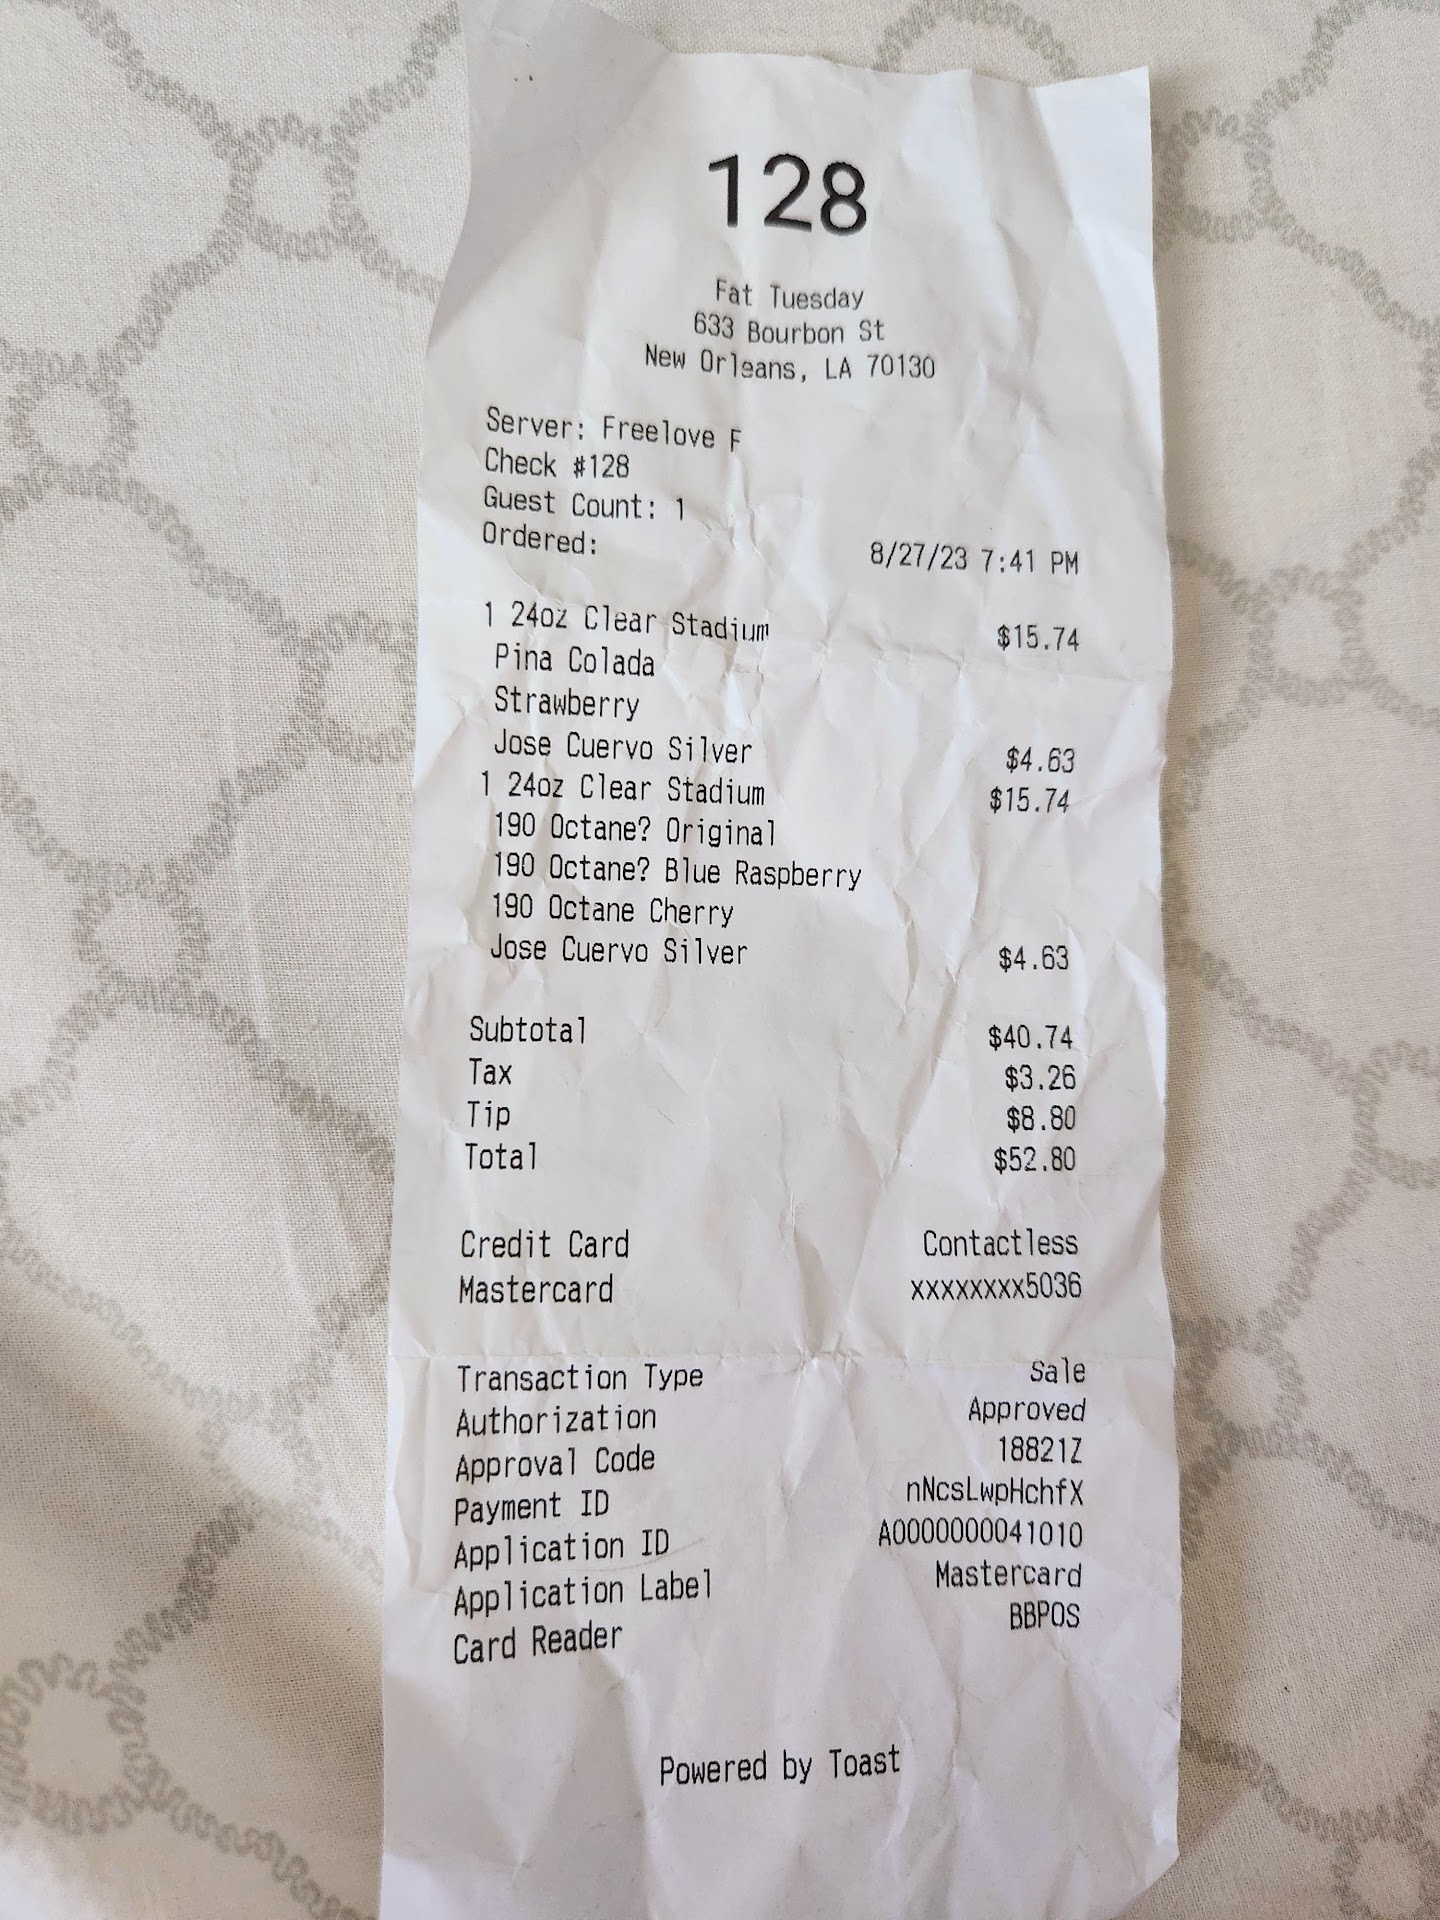 128
Fat Tuesday
633 Bourbon St
New Orleans, LA 70130
Server: Freelove F
Check #128
Guest Count: 1
Ordered: 8/27/23 7:41 PM
1 24oz Clear Stadium $15.74
Pina Colada
Strawberry
Jose Cuervo Silver $4.63
1 24oz Clear Stadium $15.74
190 Octane? Original
190 Octane? Blue Raspberry
190 Octane Cherry
Jose Cuervo Silver $4.63
Subtotal $40.74
Tax $3.26
Tip $8.80
Total $52.80
Credit Card Contactless
Mastercard xxxxxxxx5036
Transaction Type Sale
Authorization Approved
Approval Code 18821Z
Payment ID nNcsLwpHchfX
Application ID A0000000041010
Application Label Mastercard
Card Reader BBPOS
Powered by Toast